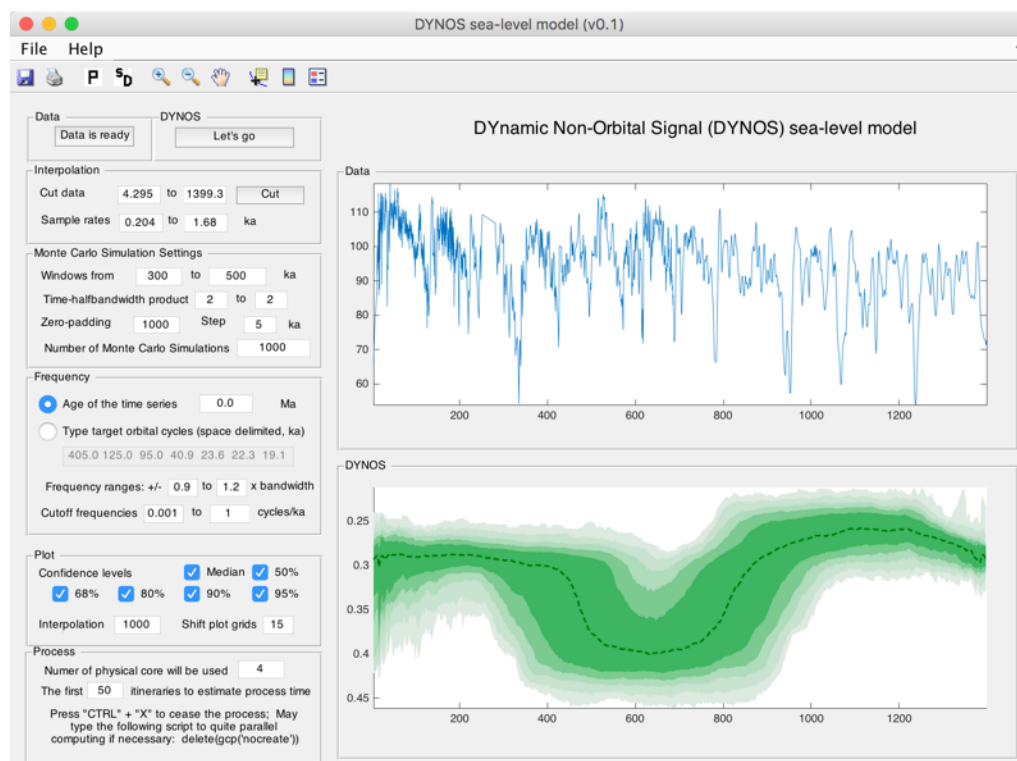 DYNOS sea-level model (v0.1)
File Help
P SD
Data DYNOS
Data is ready Let's go
DYnamic Non-Orbital Signal (DYNOS) sea-level model
Interpolation
Cut data 4.295 to 1399.3 Cut
Sample rates 0.204 to 1.68 ka
Monte Carlo Simulation Settings
Windows from 300 to 500 ka
Time-halfbandwidth product 2 to 2
Zero-padding 1000 Step 5 ka
Number of Monte Carlo Simulations 1000
Frequency
Age of the time series 0.0 Ma
Type target orbital cycles (space delimited, ka)
405.0 125.0 95.0 40.9 23.6 22.3 19.1
Frequency ranges: +/- 0.9 to 1.2 x bandwidth
Cutoff frequencies 0.001 to 1 cycles/ka
Plot
Confidence levels Median 50%
68% 80% 90% 95%
Interpolation 1000 Shift plot grids 15
Process
Numer of physical core will be used 4
The first 50 itineraries to estimate process time
Press "CTRL" + "X" to cease the process; May
type the following script to quite parallel
computing if necessary: delete(gcp('nocreate'))
Data
110
100
90
80
70
60
200 400 600 800 1000 1200
DYNOS
0.25
0.3
0.35
0.4
0.45
200 400 600 800 1000 1200